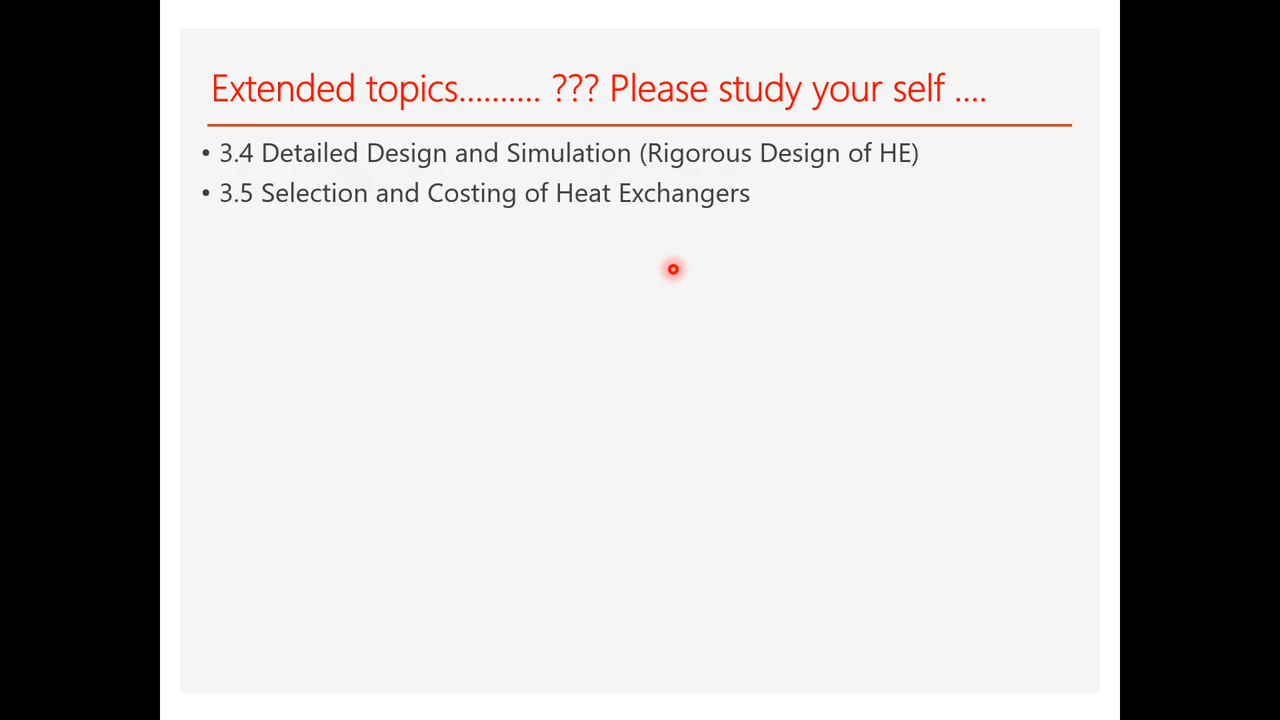 Extended topics.......... ??? Please study your self ....
• 3.4 Detailed Design and Simulation (Rigorous Design of HE)
• 3.5 Selection and Costing of Heat Exchangers